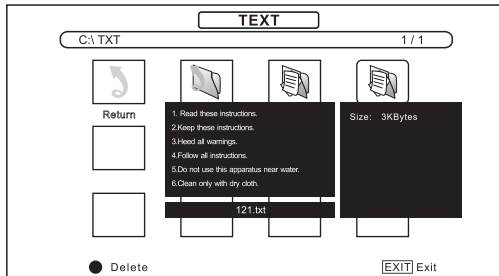 TEXT
C:\ TXT 1 / 1
Return
1. Read these instructions.
2.Keep these instructions.
3.Heed all warnings.
4.Follow all instructions.
5.Do not use this apparatus near water.
6.Clean only with dry cloth.
Size: 3KBytes
121.txt
Delete EXIT Exit